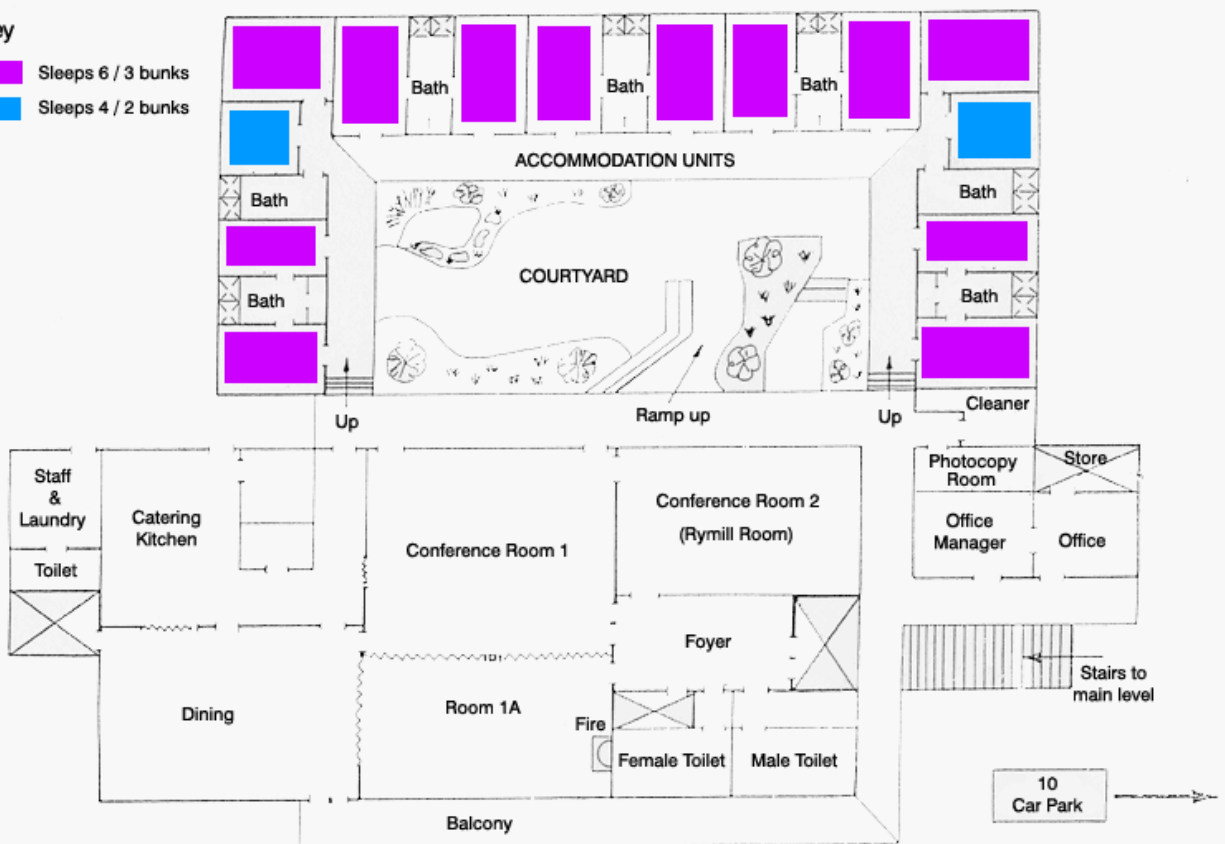 ey
Sleeps 6 / 3 bunks
Sleeps 4 / 2 bunks
Bath
Bath
Bath
ACCOMMODATION UNITS
Bath
Bath
COURTYARD
Bath
Bath
Up
Ramp up
Up
Cleaner
Staff
&
Laundry
Toilet
Catering
Kitchen
Conference Room 1
Conference Room 2
(Rymill Room)
Photocopy
Room
Store
Office
Manager
Office
Foyer
Stairs to
main level
Dining
Room 1A
Fire
Female Toilet
Male Toilet
10
Car Park
Balcony